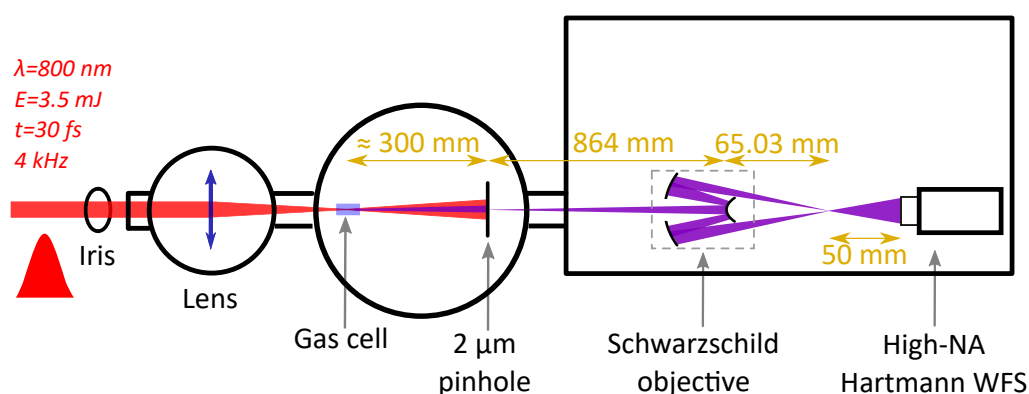 λ=800 nm
E=3.5 mJ
t=30 fs
4 kHz
≈ 300 mm
864 mm
65.03 mm
50 mm
Iris
Lens
Gas cell
2 µm
pinhole
Schwarzschild
objective
High-NA
Hartmann WFS